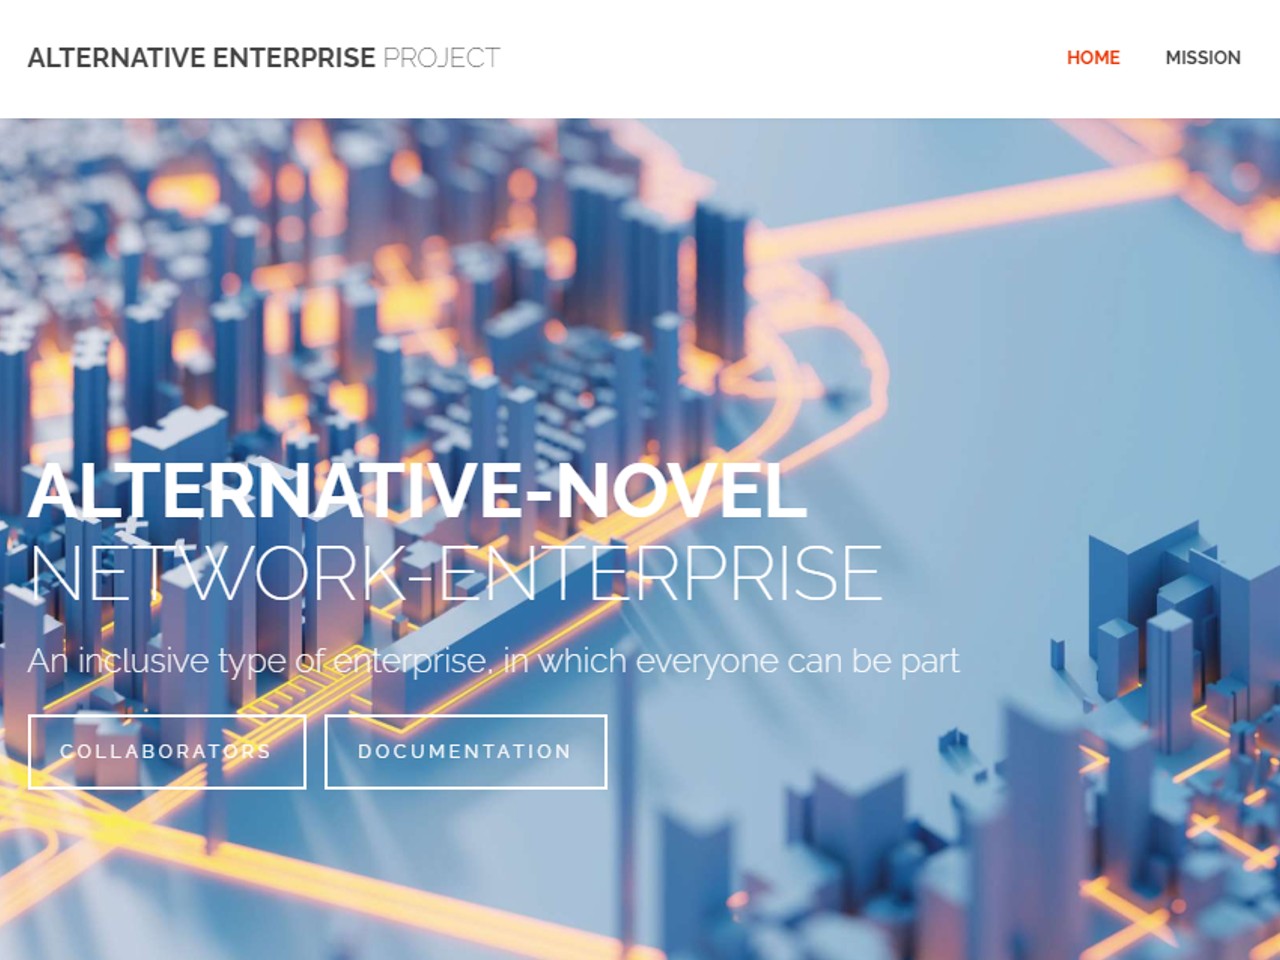 ALTERNATIVE ENTERPRISE PROJECT
HOME MISSION
ALTERNATIVE-NOVEL
NETWORK-ENTERPRISE
An inclusive type of enterprise, in which everyone can be part
COLLABORATORS DOCUMENTATION